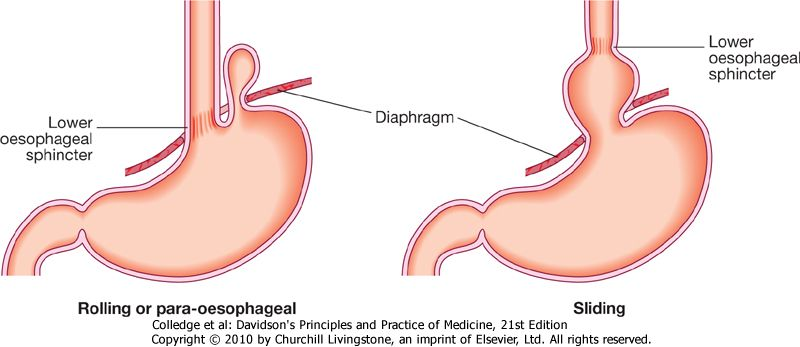 Lower
oesophageal
sphincter
Diaphragm
Lower
oesophageal
sphincter
Rolling or para-oesophageal
Sliding
Colledge et al: Davidson's Principles and Practice of Medicine, 21st Edition
Copyright © 2010 by Churchill Livingstone, an imprint of Elsevier, Ltd. All rights reserved.